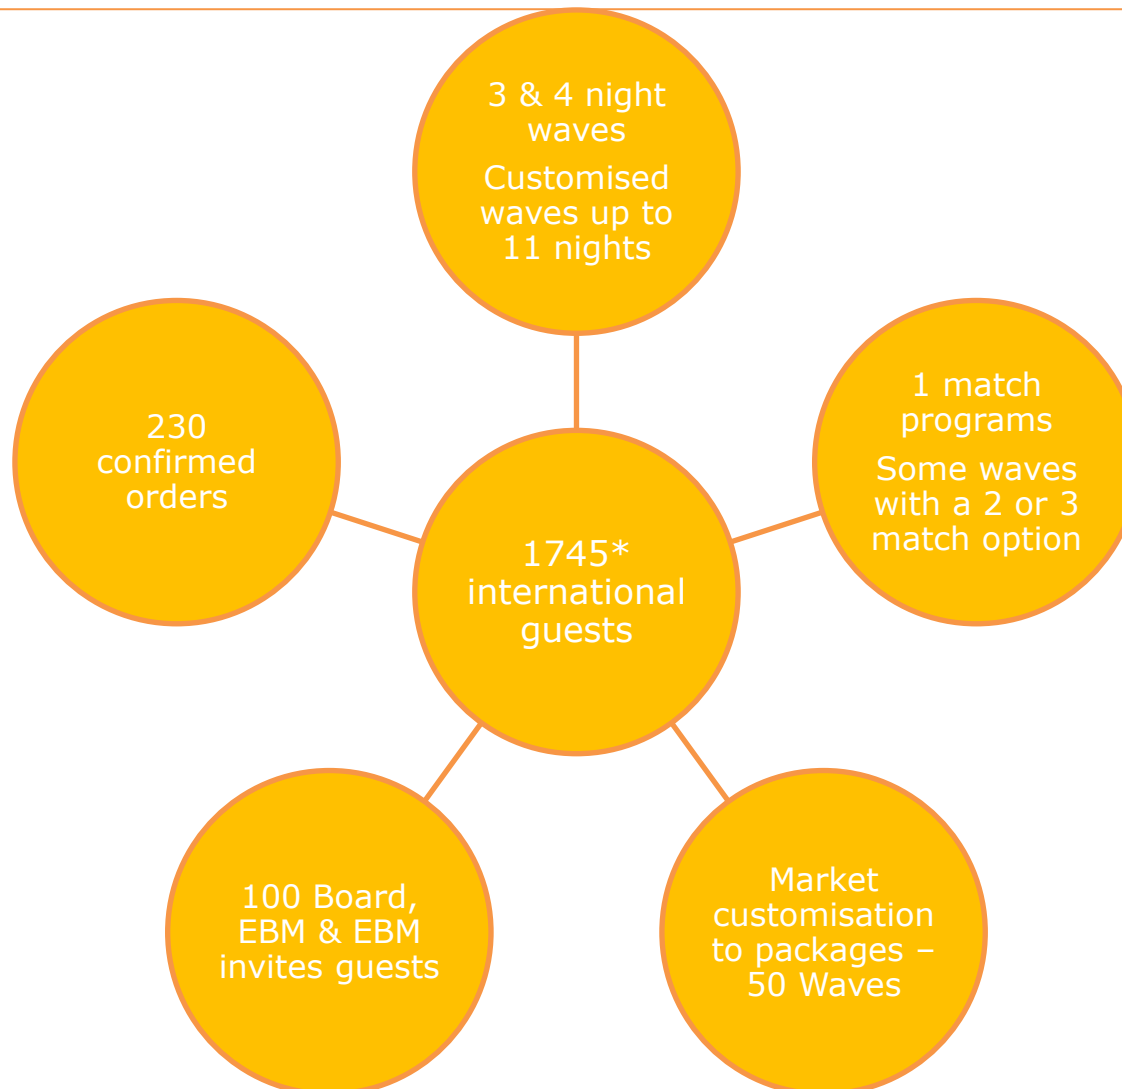 3 & 4 night
waves
Customised
waves up to
11 nights
230
confirmed
orders
1 match
programs
Some waves
with a 2 or 3
match option
1745*
international
guests
100 Board,
EBM & EBM
invites guests
Market
customisation
to packages –
50 Waves